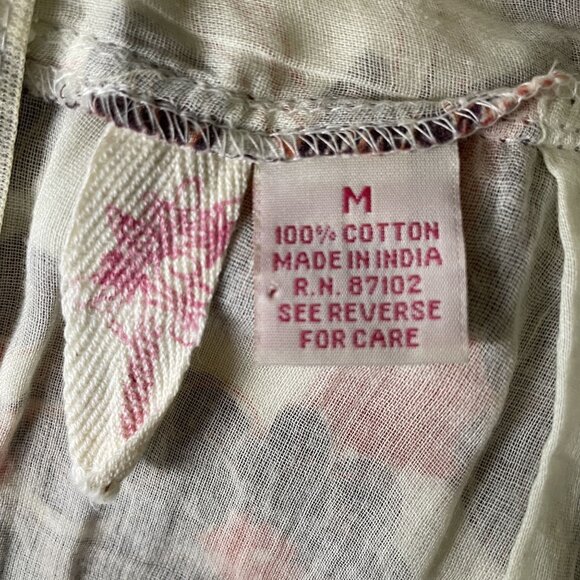 M
100% COTTON
MADE IN INDIA
R.N. 87102
SEE REVERSE
FOR CARE